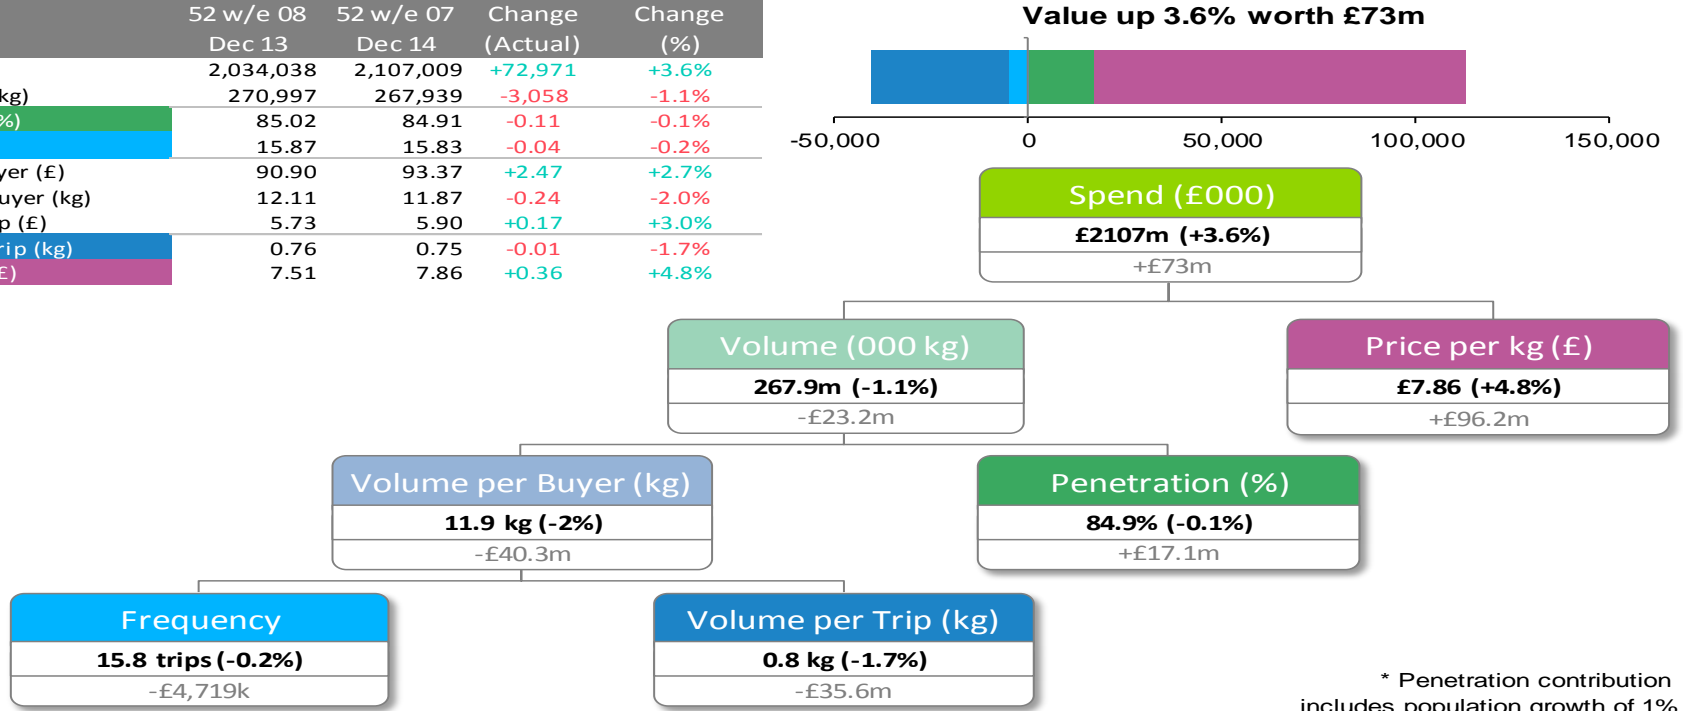 52 w/e 08 52 w/e 07 Change Change
Dec 13 Dec 14 (Actual) (%)
2,034,038 2,107,009 +72,971 +3.6%
kg) 270,997 267,939 -3,058 -1.1%
%) 85.02 84.91 -0.11 -0.1%
15.87 15.83 -0.04 -0.2%
yer (£) 90.90 93.37 +2.47 +2.7%
uyer (kg) 12.11 11.87 -0.24 -2.0%
p (£) 5.73 5.90 +0.17 +3.0%
rip (kg) 0.76 0.75 -0.01 -1.7%
£) 7.51 7.86 +0.36 +4.8%
Value up 3.6% worth £73m
-50,000 0 50,000 100,000 150,000
Spend (£000)
£2107m (+3.6%)
+£73m
Volume (000 kg)
267.9m (-1.1%)
-£23.2m
Price per kg (£)
£7.86 (+4.8%)
+£96.2m
Volume per Buyer (kg)
11.9 kg (-2%)
-£40.3m
Penetration (%)
84.9% (-0.1%)
+£17.1m
Frequency
15.8 trips (-0.2%)
-£4,719k
Volume per Trip (kg)
0.8 kg (-1.7%)
-£35.6m
* Penetration contribution
includes population growth of 1%